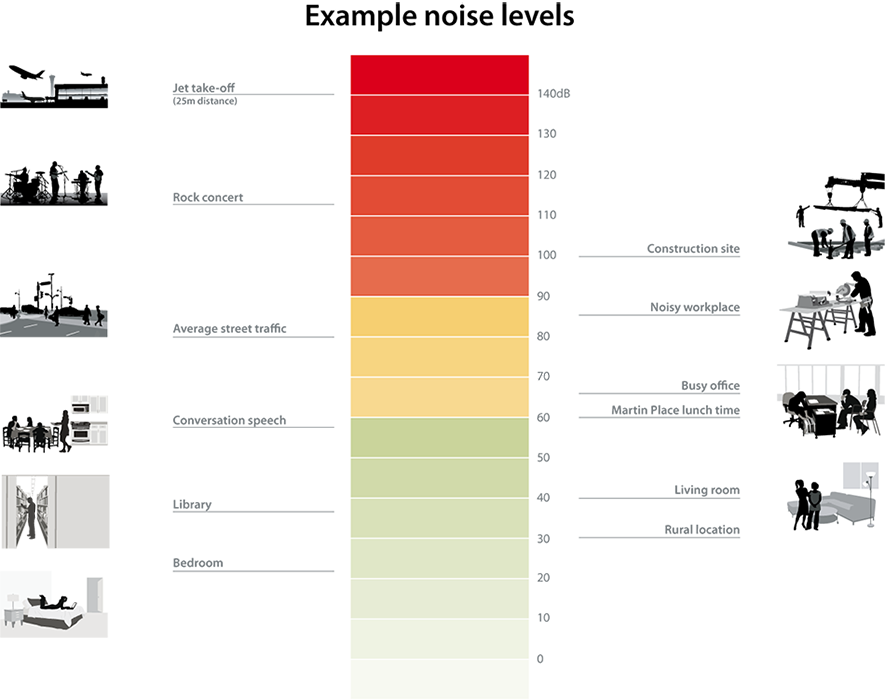 Example noise levels
Jet take-off
(25m distance)
Rock concert
Average street traffic
Conversation speech
Library
Bedroom
140dB
130
120
110
100
90
80
70
60
50
40
30
20
10
0
Construction site
Noisy workplace
Busy office
Martin Place lunch time
Living room
Rural location